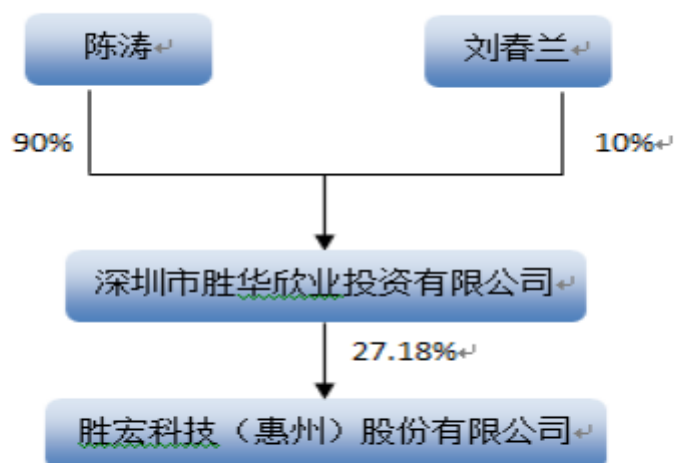 陈涛
刘春兰
90%
10%
深圳市胜华欣业投资有限公司
27.18%
胜宏科技（惠州）股份有限公司